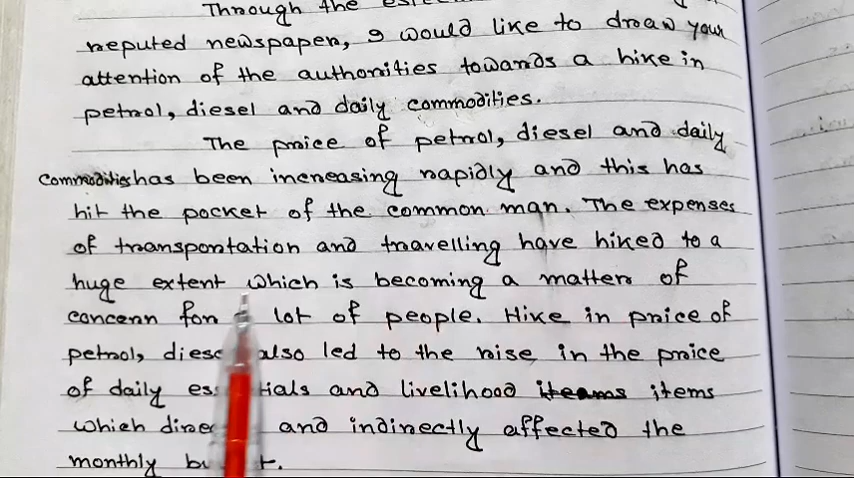 Through the
reputed newspaper, I would like to draw your
attention of the authorities towards a hike in
petrol, diesel and daily commodities.
The price of petrol, diesel and daily
commodities has been increasing rapidly and this has
hit the pocket of the common man. The expenses
of transportation and travelling have hiked to a
huge extent which is becoming a matter of
concern for lot of people. Hike in price of
petrol, also led to the rise in the price
of daily and livelihood iteams items
which and indirectly affected the
monthly